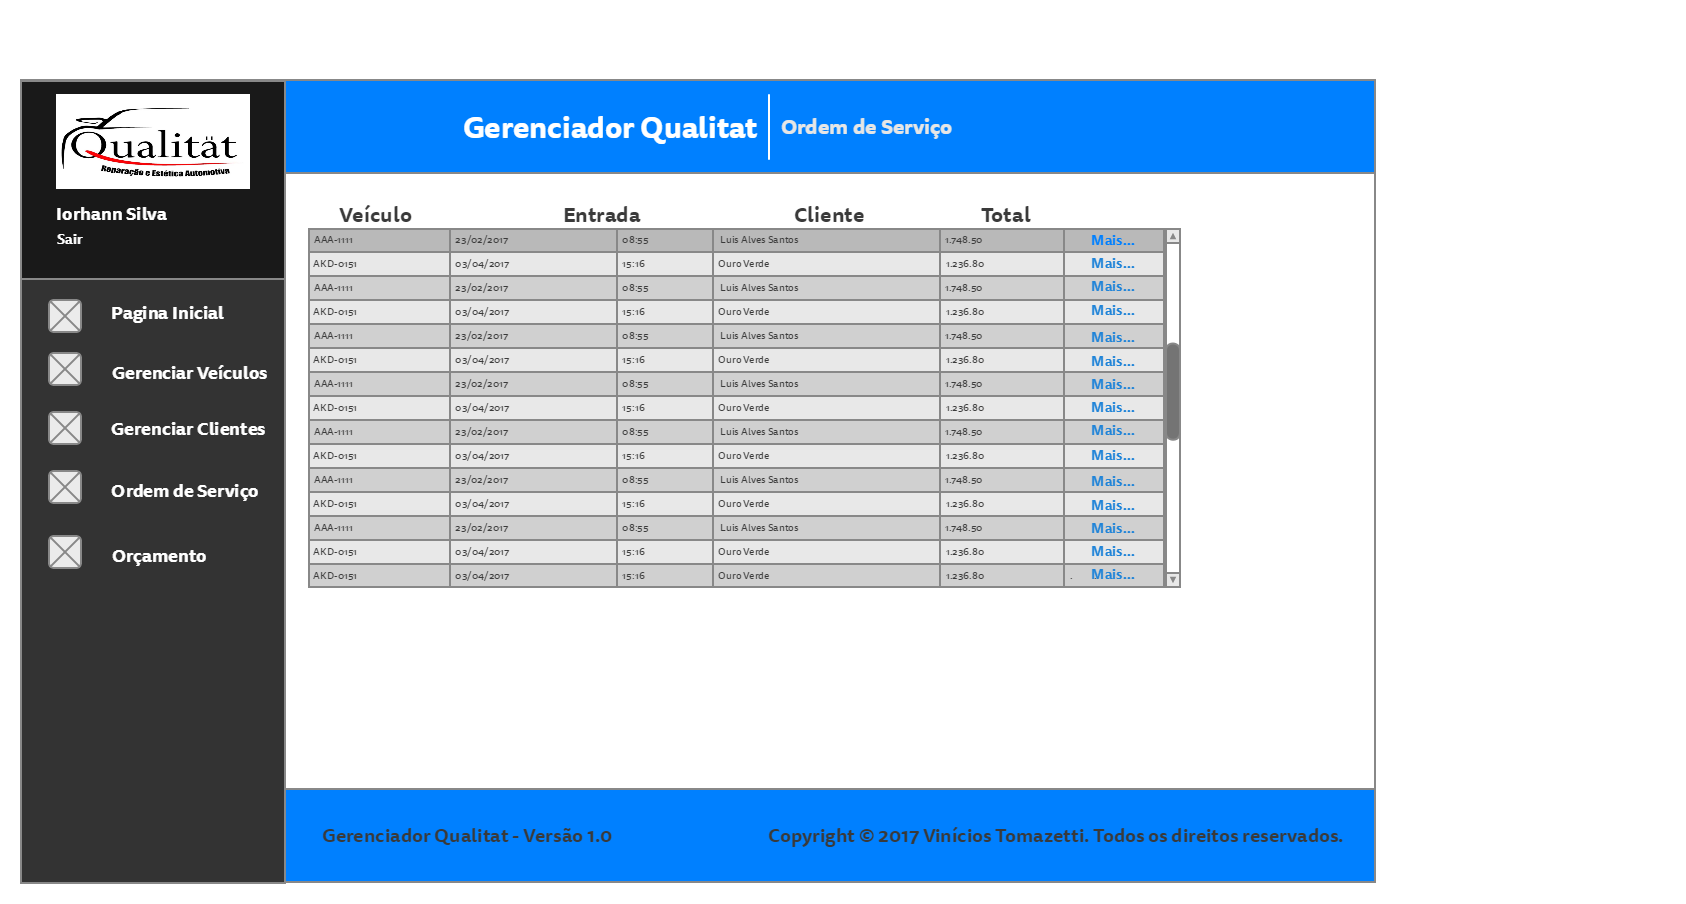 Qualität
Reparação e Estética Automotiva
Iorhann Silva
Sair
Pagina Inicial
Gerenciar Veículos
Gerenciar Clientes
Ordem de Serviço
Orçamento
Gerenciador Qualitat Ordem de Serviço
Veículo Entrada Cliente Total
AAA-1111 23/02/2017 08:55 Luis Alves Santos 1.748.50 Mais...
AKD-0151 03/04/2017 15:16 Ouro Verde 1.236.80 Mais...
AAA-1111 23/02/2017 08:55 Luis Alves Santos 1.748.50 Mais...
AKD-0151 03/04/2017 15:16 Ouro Verde 1.236.80 Mais...
AAA-1111 23/02/2017 08:55 Luis Alves Santos 1.748.50 Mais...
AKD-0151 03/04/2017 15:16 Ouro Verde 1.236.80 Mais...
AAA-1111 23/02/2017 08:55 Luis Alves Santos 1.748.50 Mais...
AKD-0151 03/04/2017 15:16 Ouro Verde 1.236.80 Mais...
AAA-1111 23/02/2017 08:55 Luis Alves Santos 1.748.50 Mais...
AKD-0151 03/04/2017 15:16 Ouro Verde 1.236.80 Mais...
AAA-1111 23/02/2017 08:55 Luis Alves Santos 1.748.50 Mais...
AKD-0151 03/04/2017 15:16 Ouro Verde 1.236.80 Mais...
AAA-1111 23/02/2017 08:55 Luis Alves Santos 1.748.50 Mais...
AKD-0151 03/04/2017 15:16 Ouro Verde 1.236.80 Mais...
AKD-0151 03/04/2017 15:16 Ouro Verde 1.236.80 . Mais...
Gerenciador Qualitat - Versão 1.0 Copyright © 2017 Vinícios Tomazetti. Todos os direitos reservados.